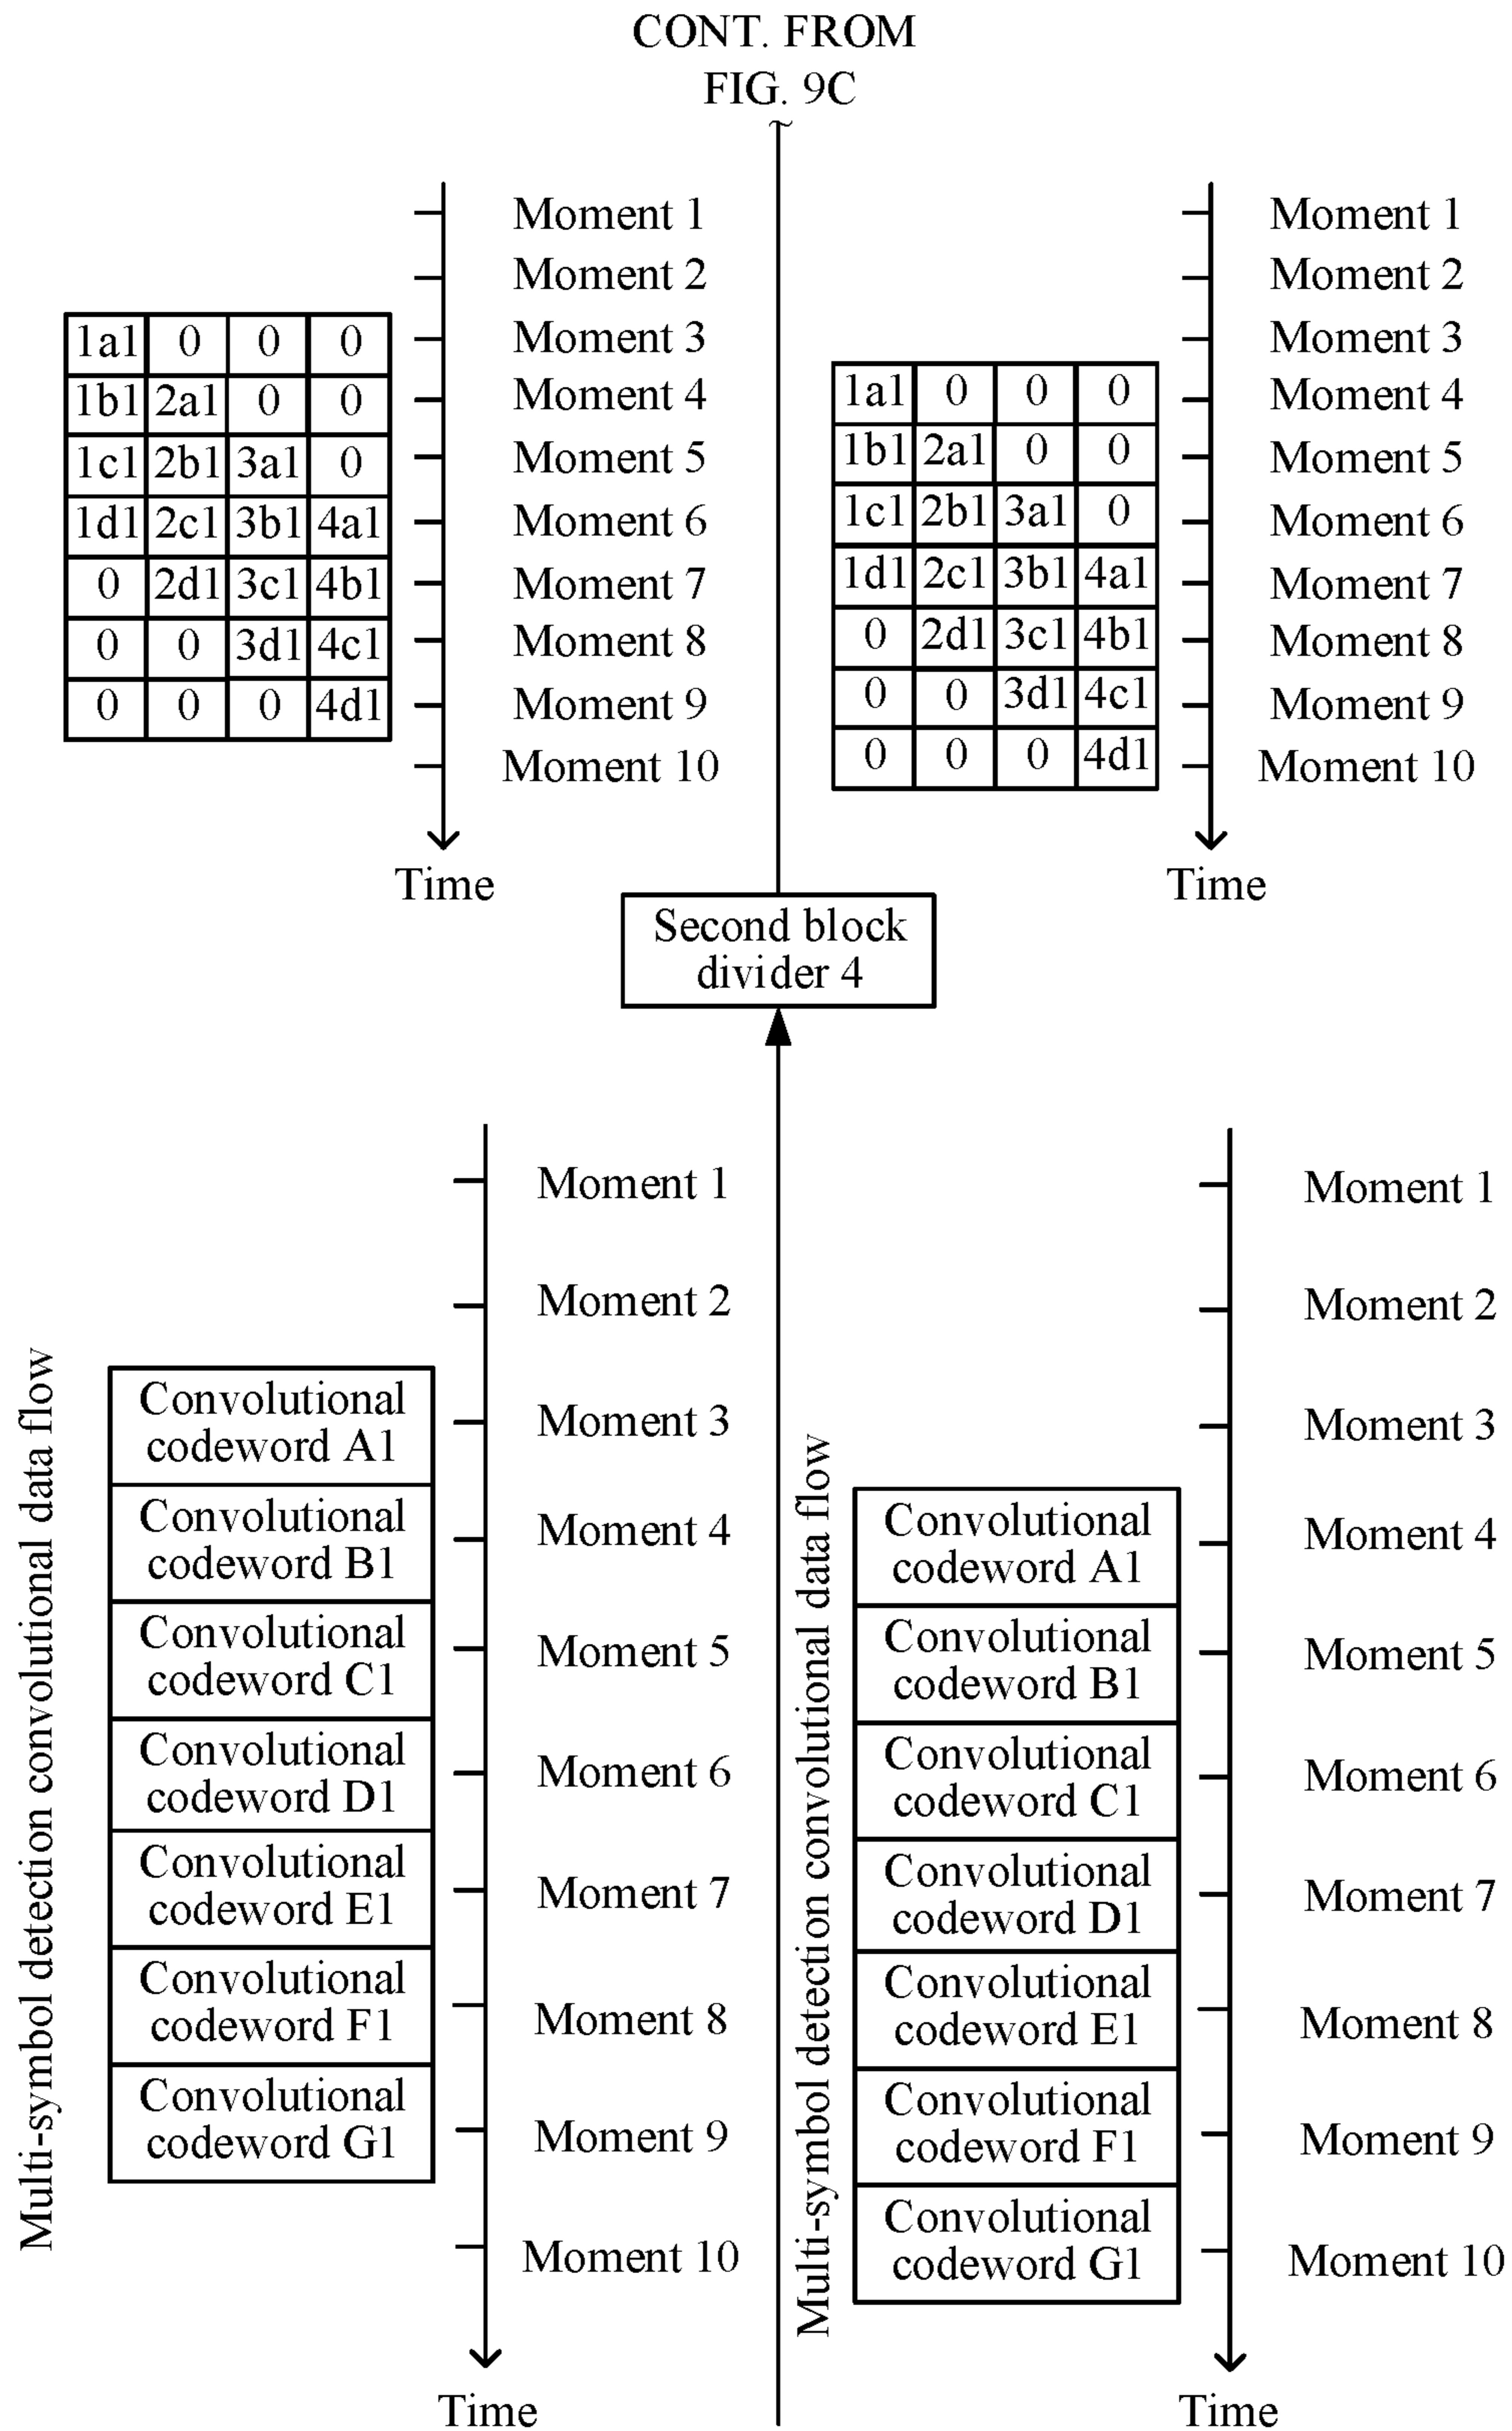 CONT. FROM
FIG. 9C
1a1 0 0 0
1b1 2a1 0 0
1c1 2b1 3a1 0
1d1 2c1 3b1 4a1
0 2d1 3c1 4b1
0 0 3d1 4c1
0 0 0 4d1
Moment 1
Moment 2
Moment 3
Moment 4
Moment 5
Moment 6
Moment 7
Moment 8
Moment 9
Moment 10
Time
1a1 0 0 0
1b1 2a1 0 0
1c1 2b1 3a1 0
1d1 2c1 3b1 4a1
0 2d1 3c1 4b1
0 0 3d1 4c1
0 0 0 4d1
Moment 1
Moment 2
Moment 3
Moment 4
Moment 5
Moment 6
Moment 7
Moment 8
Moment 9
Moment 10
Time
Second block
divider 4
Multi-symbol detection convolutional data flow
Convolutional
codeword A1
Convolutional
codeword B1
Convolutional
codeword C1
Convolutional
codeword D1
Convolutional
codeword E1
Convolutional
codeword F1
Convolutional
codeword G1
Moment 1
Moment 2
Moment 3
Moment 4
Moment 5
Moment 6
Moment 7
Moment 8
Moment 9
Moment 10
Time
Multi-symbol detection convolutional data flow
Convolutional
codeword A1
Convolutional
codeword B1
Convolutional
codeword C1
Convolutional
codeword D1
Convolutional
codeword E1
Convolutional
codeword F1
Convolutional
codeword G1
Moment 1
Moment 2
Moment 3
Moment 4
Moment 5
Moment 6
Moment 7
Moment 8
Moment 9
Moment 10
Time